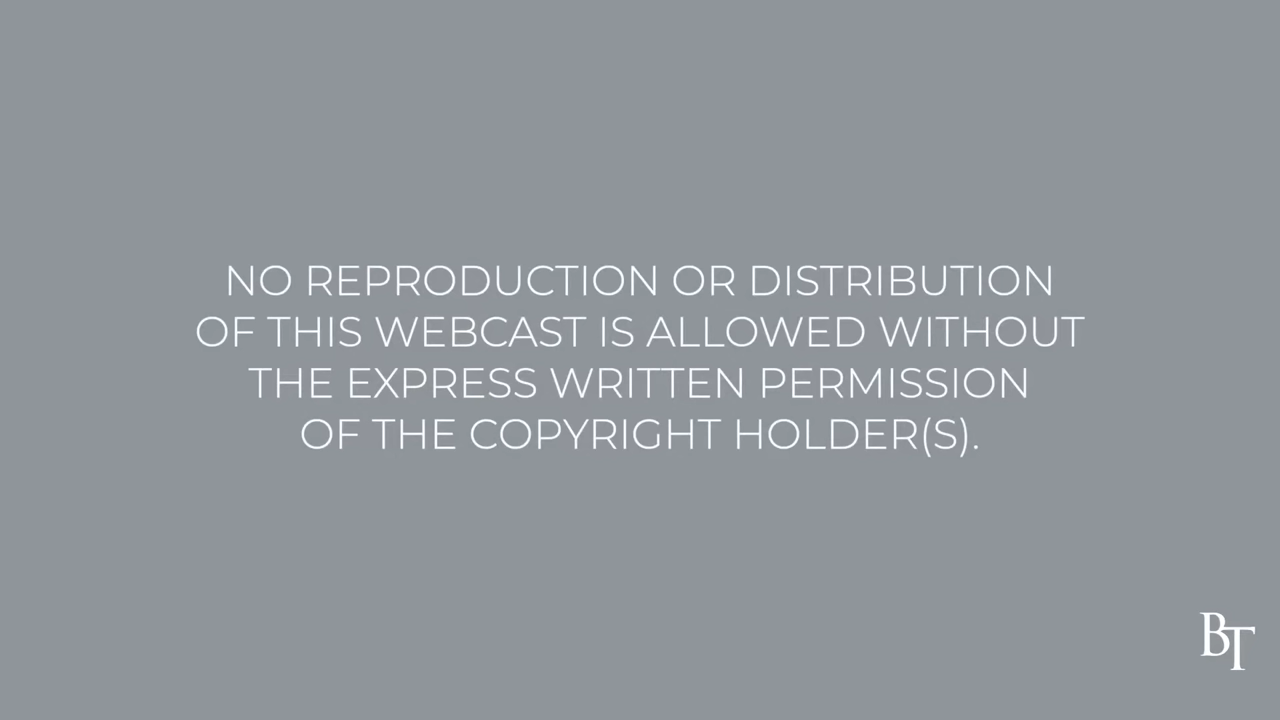 NO REPRODUCTION OR DISTRIBUTION
OF THIS WEBCAST IS ALLOWED WITHOUT
THE EXPRESS WRITTEN PERMISSION
OF THE COPYRIGHT HOLDER(S).
BT